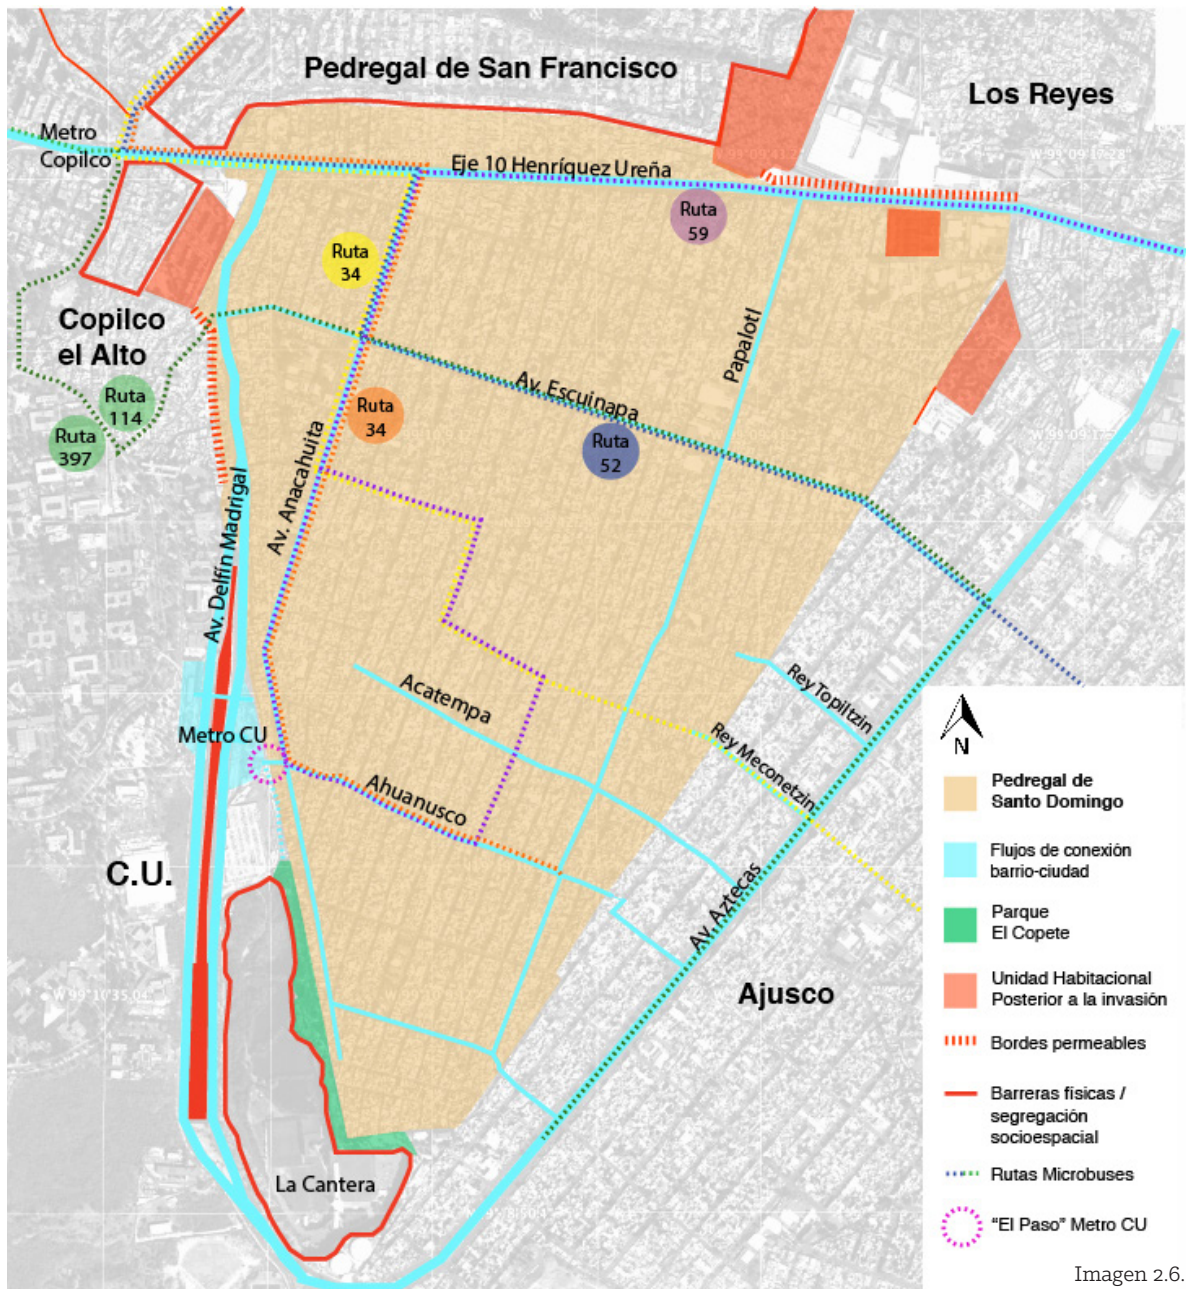 Pedregal de San Francisco
Los Reyes
Metro
Copilco
Eje 10 Henríquez Ureña
Ruta
59
Ruta
34
Papalotl
Copilco
el Alto
Av. Escuinapa
Ruta
114
Ruta
34
Ruta
397
Ruta
52
Av. Anacahuita
Av. Delfín Madrigal
Acatempa
Rey Topiltzin
Metro CU
Rey Meconetzin
Ahuanusco
C.U.
Av. Aztecas
W 99°10'35.04"
Ajusco
La Cantera
N
Pedregal de
Santo Domingo
Flujos de conexión
barrio-ciudad
Parque
El Copete
Unidad Habitacional
Posterior a la invasión
Bordes permeables
Barreras físicas /
segregación
socioespacial
Rutas Microbuses
"El Paso" Metro CU
Imagen 2.6.